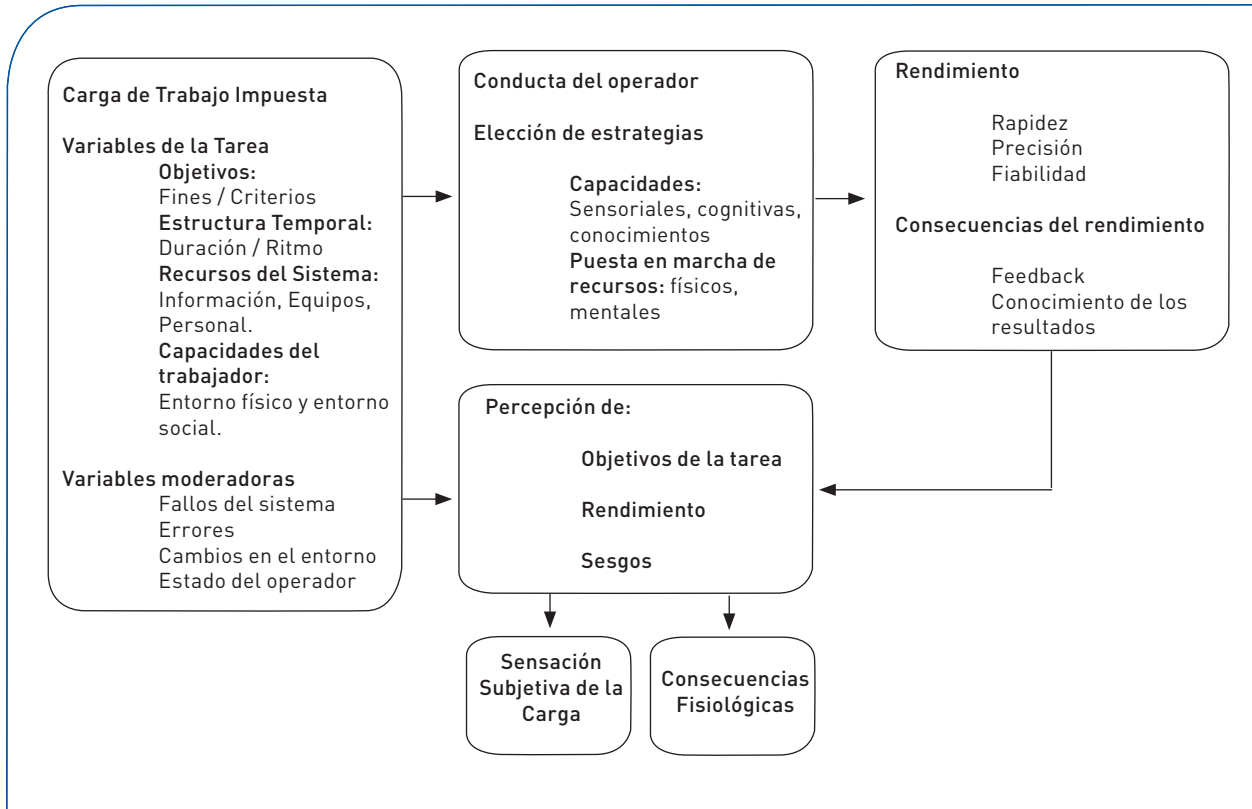 Carga de Trabajo Impuesta
Variables de la Tarea
Objetivos:
Fines / Criterios
Estructura Temporal:
Duración / Ritmo
Recursos del Sistema:
Información, Equipos,
Personal.
Capacidades del
trabajador:
Entorno físico y entorno
social.
Variables moderadoras
Fallos del sistema
Errores
Cambios en el entorno
Estado del operador
Conducta del operador
Elección de estrategias
Capacidades:
Sensoriales, cognitivas,
conocimientos
Puesta en marcha de
recursos: físicos,
mentales
Rendimiento
Rapidez
Precisión
Fiabilidad
Consecuencias del rendimiento
Feedback
Conocimiento de los
resultados
Percepción de:
Objetivos de la tarea
Rendimiento
Sesgos
Sensación
Subjetiva de la
Carga
Consecuencias
Fisiológicas